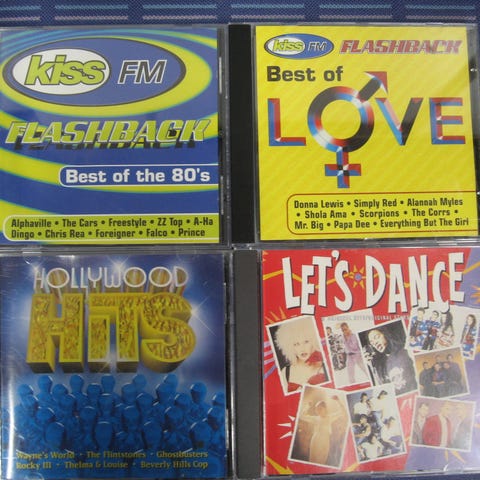 kiss FM
FLASHBACK
Best of the 80's
Alphaville • The Cars • Freestyle • ZZ Top • A-Ha
Dingo • Chris Rea • Foreigner • Falco • Prince
kiss FM FLASHBACK
Best of
LOVE
Donna Lewis • Simply Red • Alannah Myles
• Shola Ama • Scorpions • The Corrs •
Mr. Big • Papa Dee • Everything But The Girl
HOLLYWOOD
HITS
Wayne's World • The Flintstones • Ghostbusters
Rocky III • Thelma & Louise • Beverly Hills Cop
LET'S DANCE